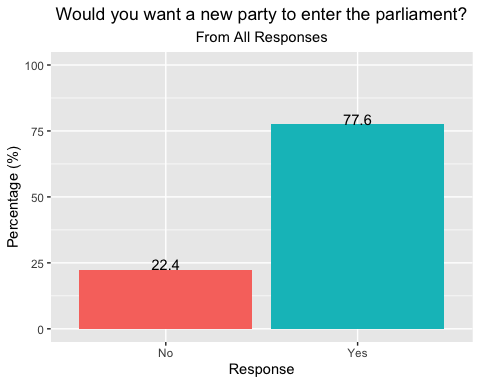 Would you want a new party to enter the parliament?
From All Responses
100
75
50
25
0
Percentage (%)
22.4
77.6
No
Yes
Response